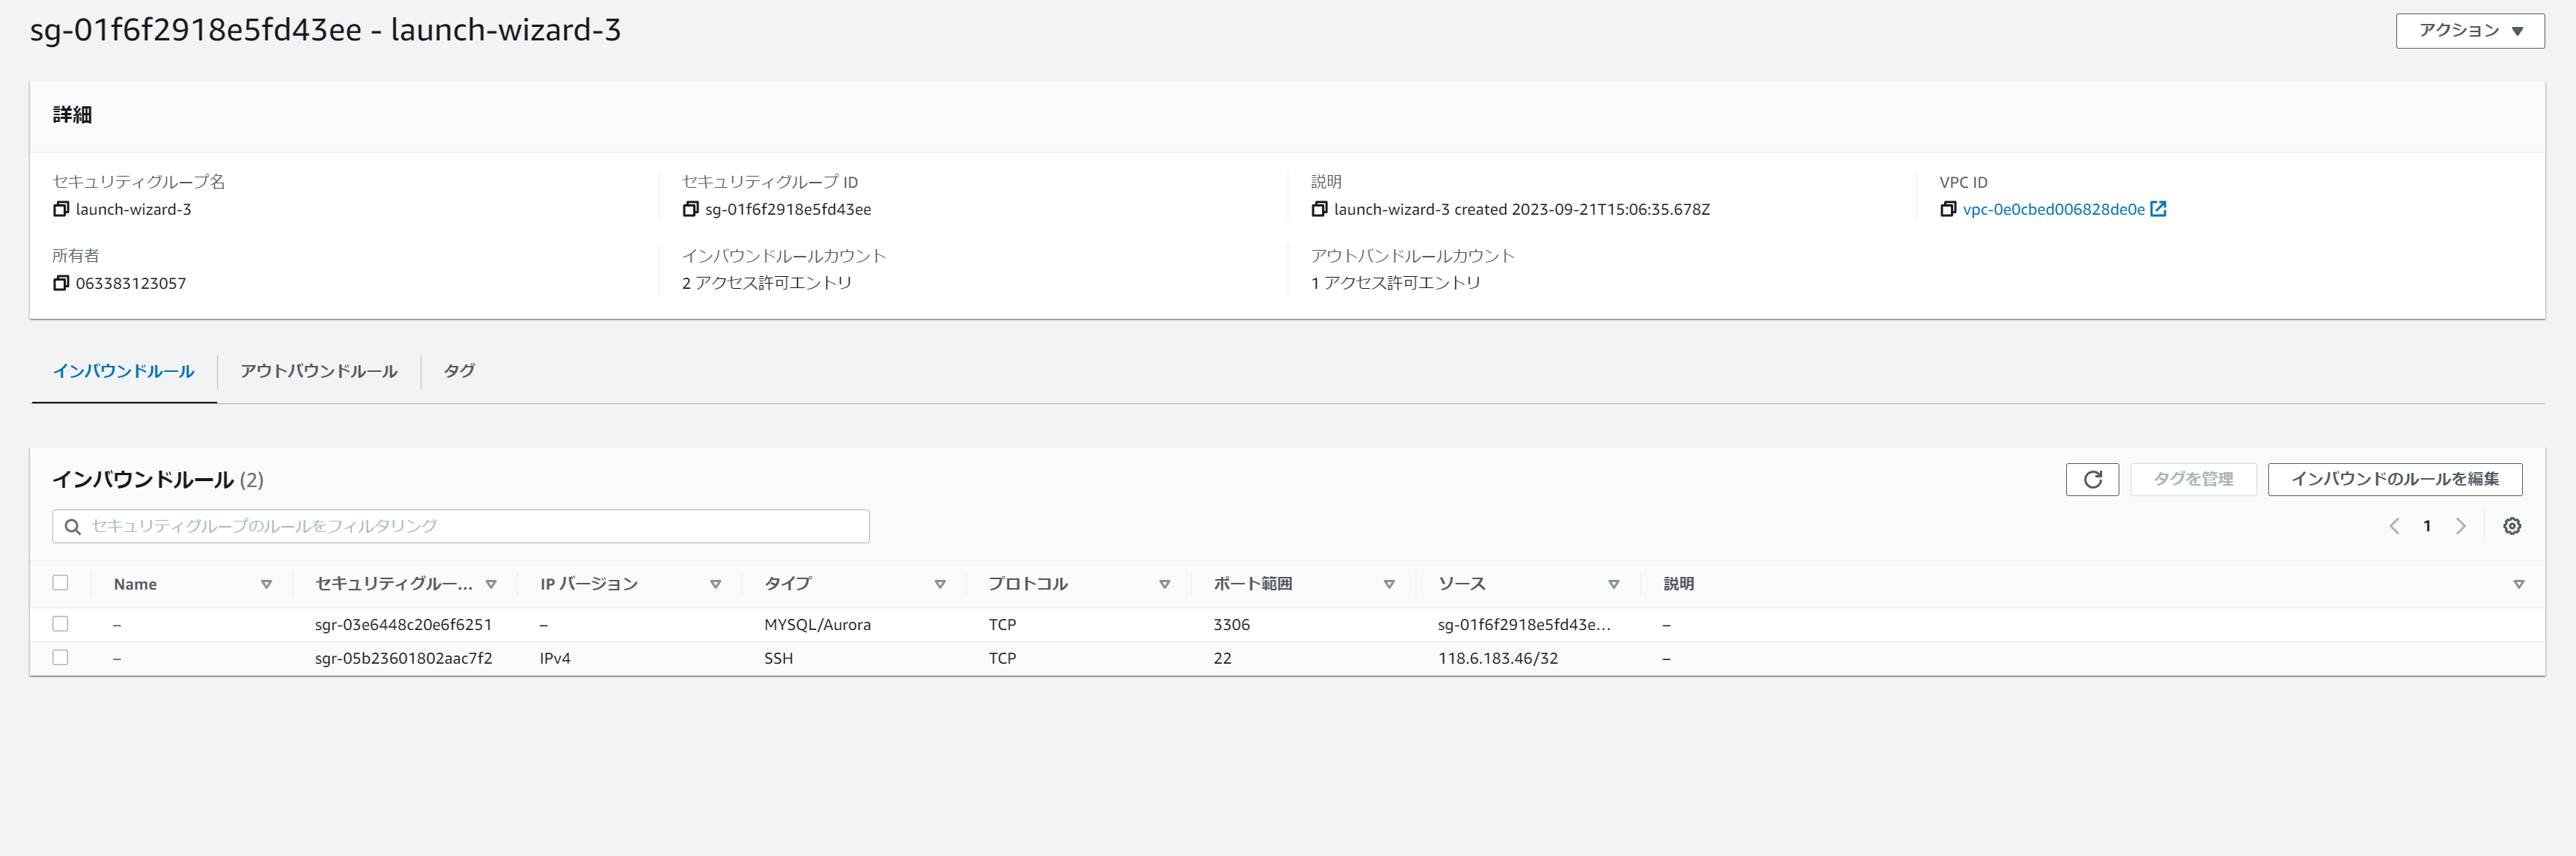 sg-01f6f2918e5fd43ee - launch-wizard-3
アクション
詳細
セキュリティグループ名
launch-wizard-3
セキュリティグループ ID
sg-01f6f2918e5fd43ee
説明
launch-wizard-3 created 2023-09-21T15:06:35.678Z
VPC ID
vpc-0e0cbed006828de0e
所有者
063383123057
インバウンドルールカウント
2 アクセス許可エントリ
アウトバンドルールカウント
1 アクセス許可エントリ
インバウンドルール アウトバウンドルール タグ
インバウンドルール (2)
タグを管理 インバウンドのルールを編集
セキュリティグループのルールをフィルタリング
1
Name セキュリティグルー... IP バージョン タイプ プロトコル ポート範囲 ソース 説明
– sgr-03e6448c20e6f6251 – MYSQL/Aurora TCP 3306 sg-01f6f2918e5fd43e... –
– sgr-05b23601802aac7f2 IPv4 SSH TCP 22 118.6.183.46/32 –